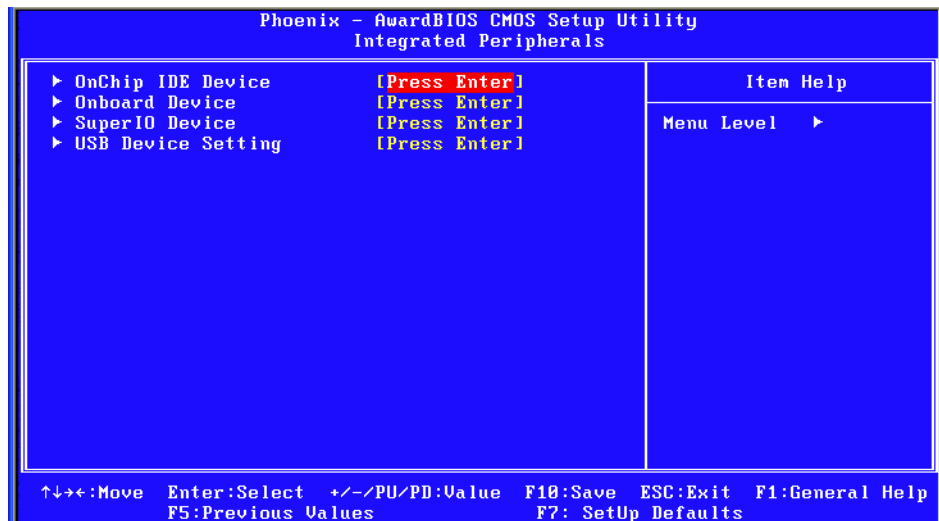 Phoenix - AwardBIOS CMOS Setup Utility
Integrated Peripherals
► OnChip IDE Device [Press Enter]
► Onboard Device [Press Enter]
► SuperIO Device [Press Enter]
► USB Device Setting [Press Enter]
Item Help
Menu Level ►
↑↓→←:Move Enter:Select +/-/PU/PD:Value F10:Save ESC:Exit F1:General Help
F5:Previous Values F7: SetUp Defaults